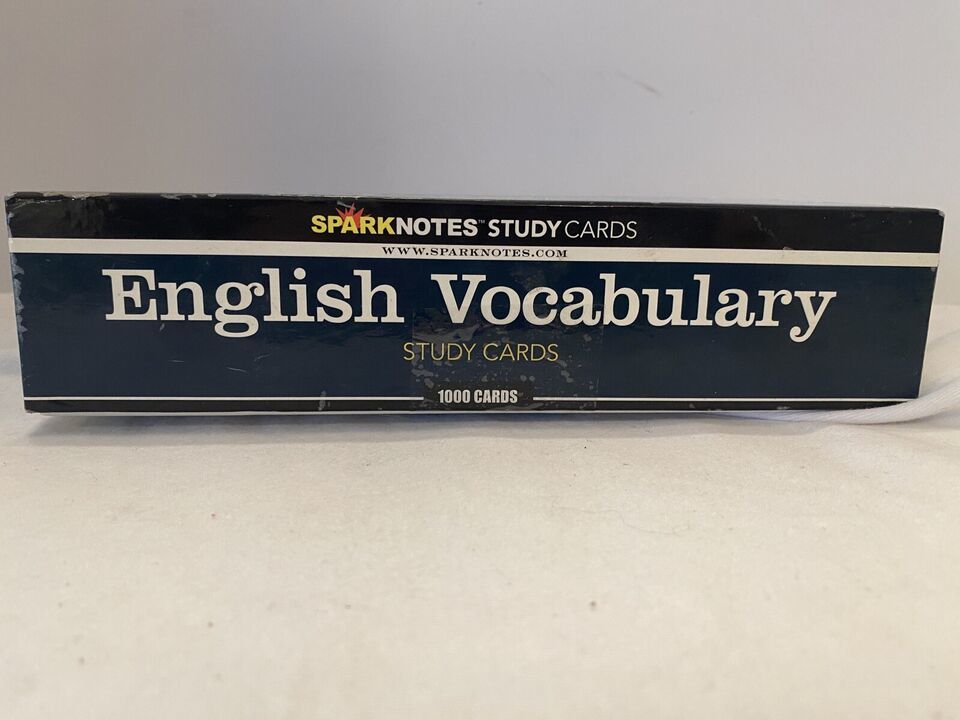 SPARKNOTES™ STUDY CARDS
WWW.SPARKNOTES.COM
English Vocabulary
STUDY CARDS
1000 CARDS